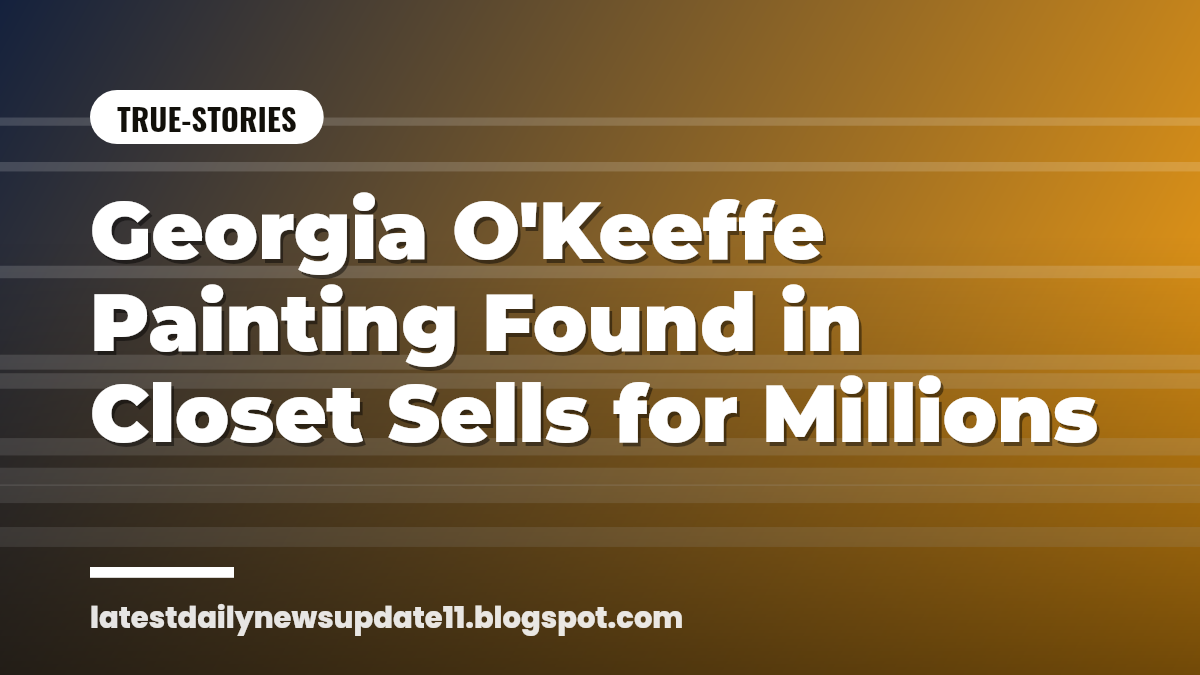 TRUE-STORIES
Georgia O'Keeffe
Painting Found in
Closet Sells for Millions
latestdailynewsupdate11.blogspot.com